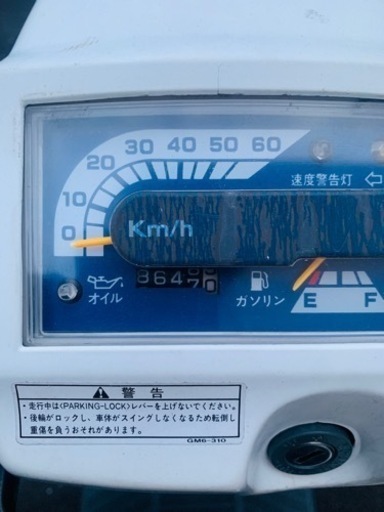 0 10 20 30 40 50 60
速度警告灯
Km/h
オイル
ガソリン
E F
警告
・走行中は〈PARKING-LOCK〉レバーを上げないでください。
・後輪がロックし、車体がスイングしなくなるため転倒し
重傷を負うおそれがあります。
GM6-310